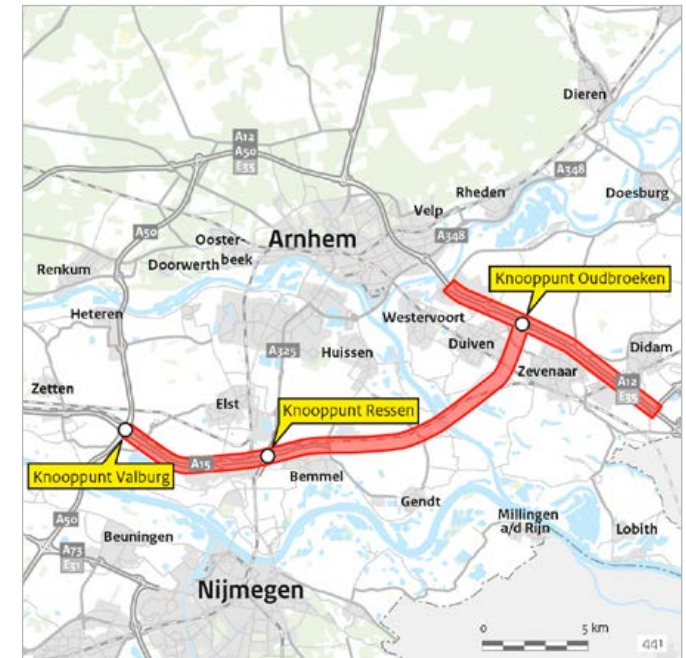 Dieren
A12
A50
E35
A348
Rheden
Doesburg
Velp
A50
Ooster-
beek
Arnhem
A348
Renkum
Doorwerth
Knooppunt Oudbroeken
Heteren
Westervoort
A325
Huissen
Duiven
Didam
Zevenaar
Zetten
A12
E35
Elst
Knooppunt Ressen
A15
Knooppunt Valburg
Bemmel
Gendt
A50
Beuningen
Millingen
a/d Rijn
Lobith
A73
E31
Nijmegen
0
5 km
441